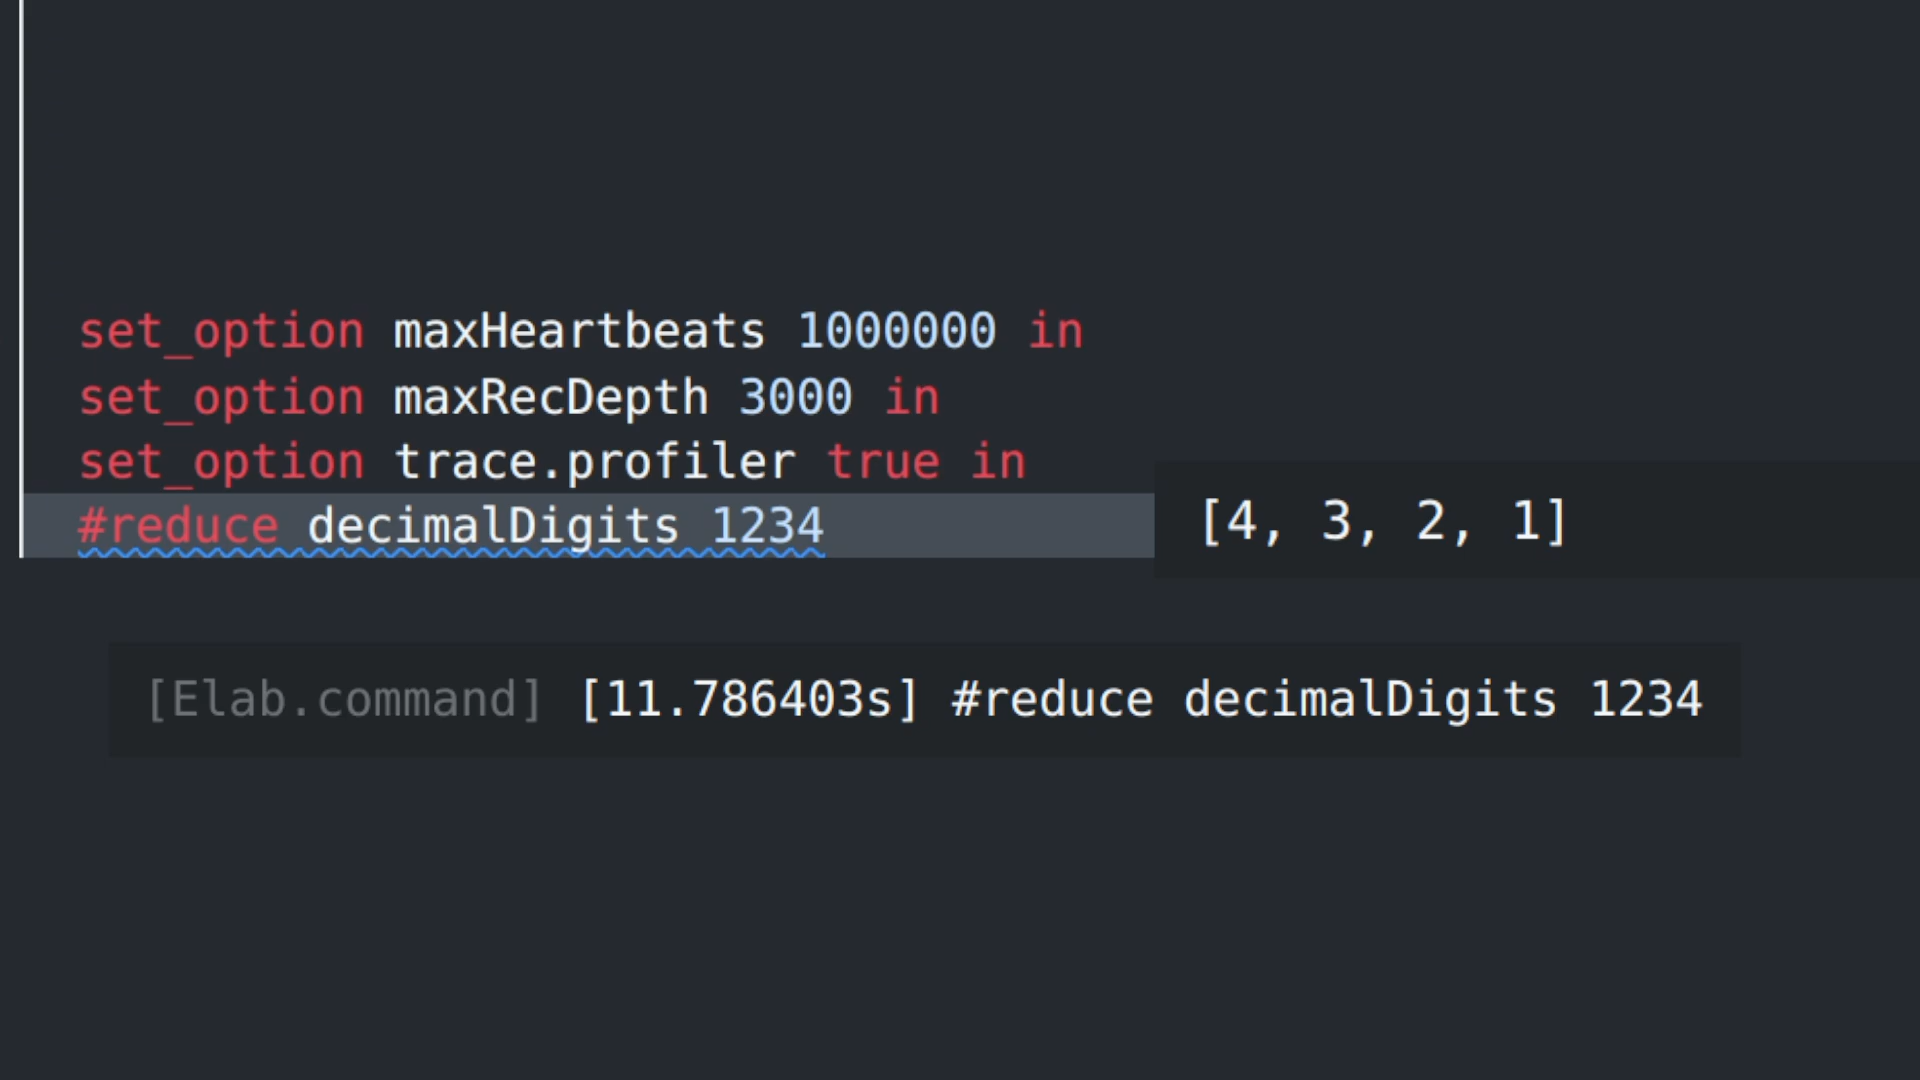 set_option maxHeartbeats 1000000 in
set_option maxRecDepth 3000 in
set_option trace.profiler true in
#reduce decimalDigits 1234
[4, 3, 2, 1]
[Elab.command] [11.786403s] #reduce decimalDigits 1234